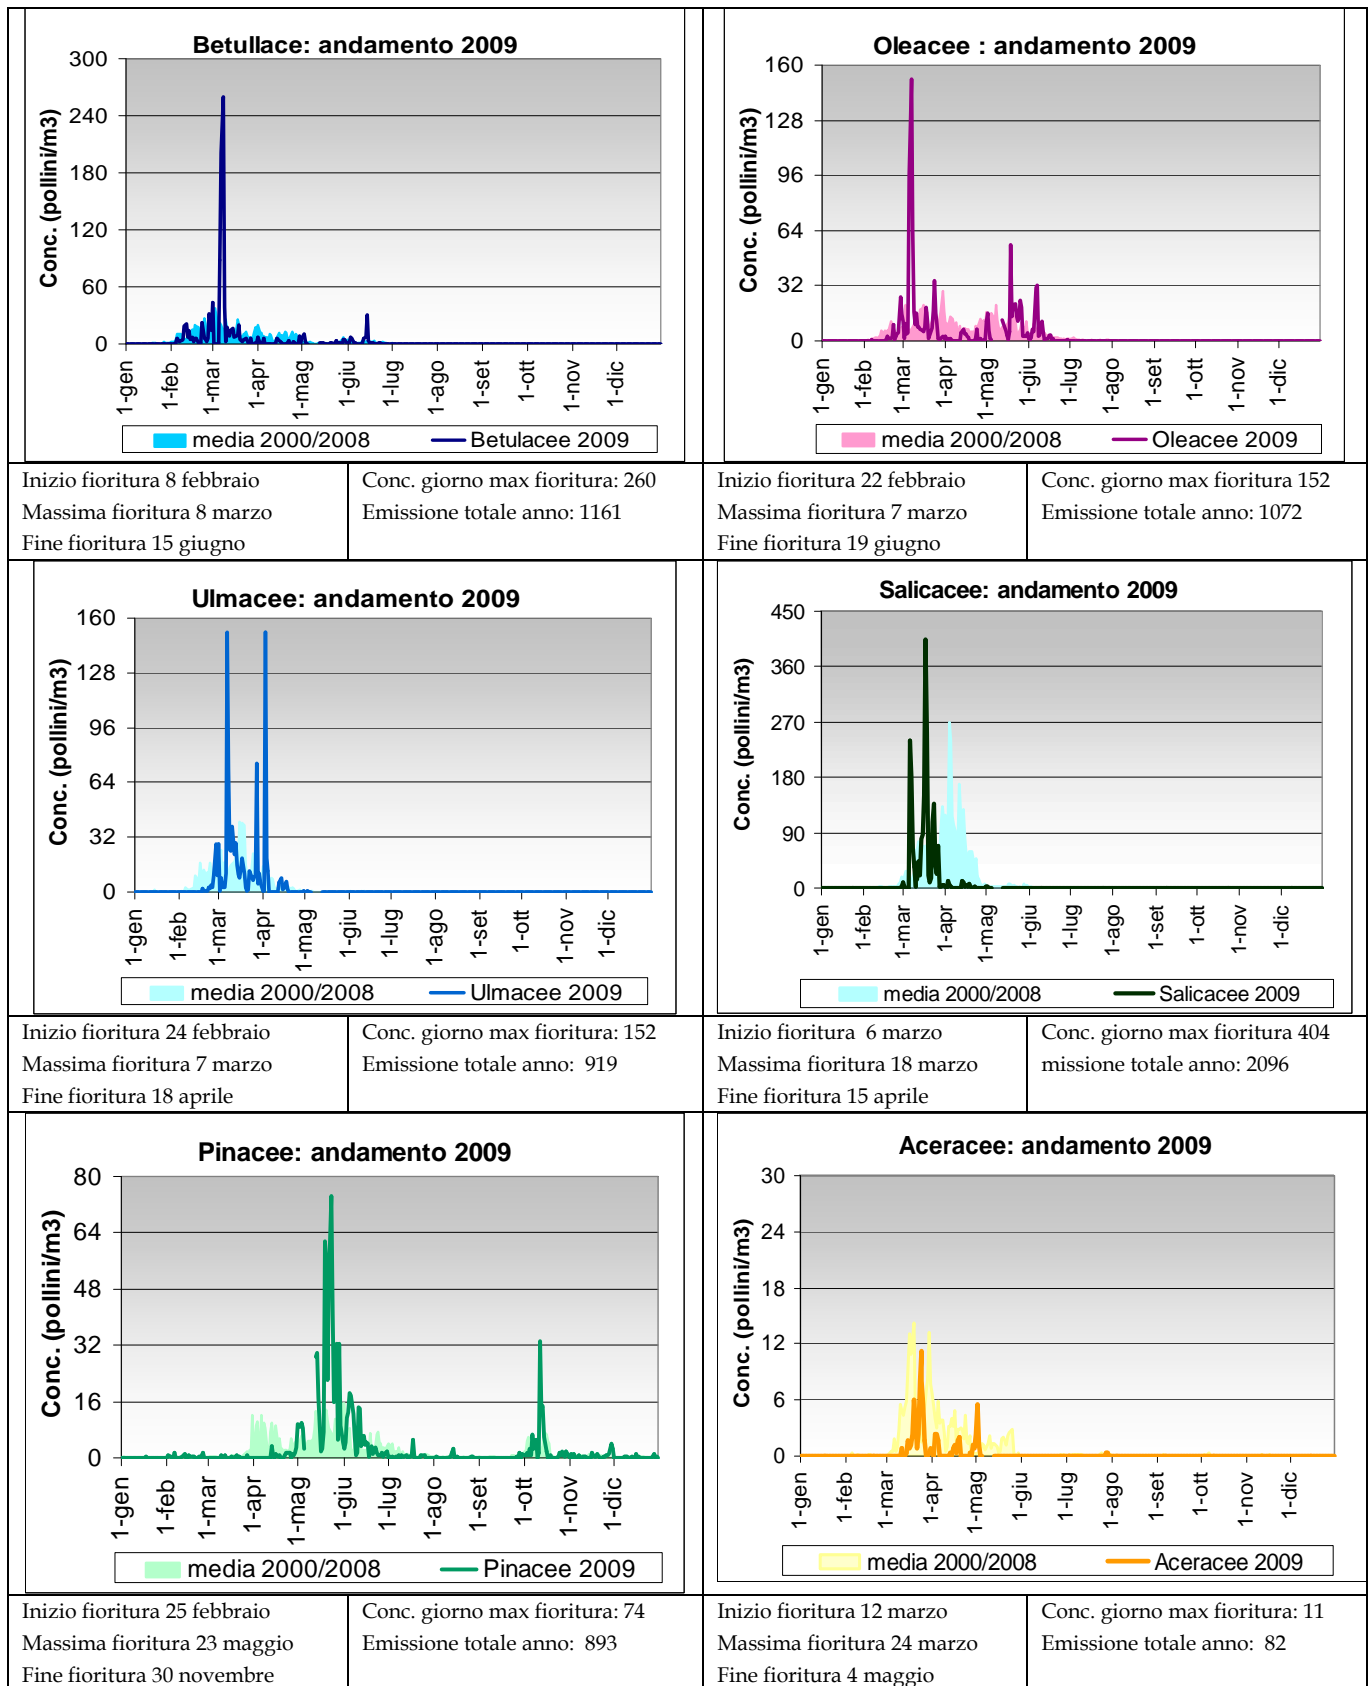 Betullace: andamento 2009
Conc. (pollini/m3)
300
240
180
120
60
0
1-gen
1-feb
1-mar
1-apr
1-mag
1-giu
1-lug
1-ago
1-set
1-ott
1-nov
1-dic
media 2000/2008
Betulacee 2009
Oleacee : andamento 2009
Conc. (pollini/m3)
160
128
96
64
32
0
1-gen
1-feb
1-mar
1-apr
1-mag
1-giu
1-lug
1-ago
1-set
1-ott
1-nov
1-dic
media 2000/2008
Oleacee 2009
Inizio fioritura 8 febbraio
Massima fioritura 8 marzo
Fine fioritura 15 giugno
Conc. giorno max fioritura: 260
Emissione totale anno: 1161
Inizio fioritura 22 febbraio
Massima fioritura 7 marzo
Fine fioritura 19 giugno
Conc. giorno max fioritura 152
Emissione totale anno: 1072
Ulmacee: andamento 2009
Conc. (pollini/m3)
160
128
96
64
32
0
1-gen
1-feb
1-mar
1-apr
1-mag
1-giu
1-lug
1-ago
1-set
1-ott
1-nov
1-dic
media 2000/2008
Ulmacee 2009
Salicacee: andamento 2009
Conc. (pollini/m3)
450
360
270
180
90
0
1-gen
1-feb
1-mar
1-apr
1-mag
1-giu
1-lug
1-ago
1-set
1-ott
1-nov
1-dic
media 2000/2008
Salicacee 2009
Inizio fioritura 24 febbraio
Massima fioritura 7 marzo
Fine fioritura 18 aprile
Conc. giorno max fioritura: 152
Emissione totale anno: 919
Inizio fioritura 6 marzo
Massima fioritura 18 marzo
Fine fioritura 15 aprile
Conc. giorno max fioritura 404
missione totale anno: 2096
Pinacee: andamento 2009
Conc. (pollini/m3)
80
64
48
32
16
0
1-gen
1-feb
1-mar
1-apr
1-mag
1-giu
1-lug
1-ago
1-set
1-ott
1-nov
1-dic
media 2000/2008
Pinacee 2009
Aceracee: andamento 2009
Conc. (pollini/m3)
30
24
18
12
6
0
1-gen
1-feb
1-mar
1-apr
1-mag
1-giu
1-lug
1-ago
1-set
1-ott
1-nov
1-dic
media 2000/2008
Aceracee 2009
Inizio fioritura 25 febbraio
Massima fioritura 23 maggio
Fine fioritura 30 novembre
Conc. giorno max fioritura: 74
Emissione totale anno: 893
Inizio fioritura 12 marzo
Massima fioritura 24 marzo
Fine fioritura 4 maggio
Conc. giorno max fioritura: 11
Emissione totale anno: 82